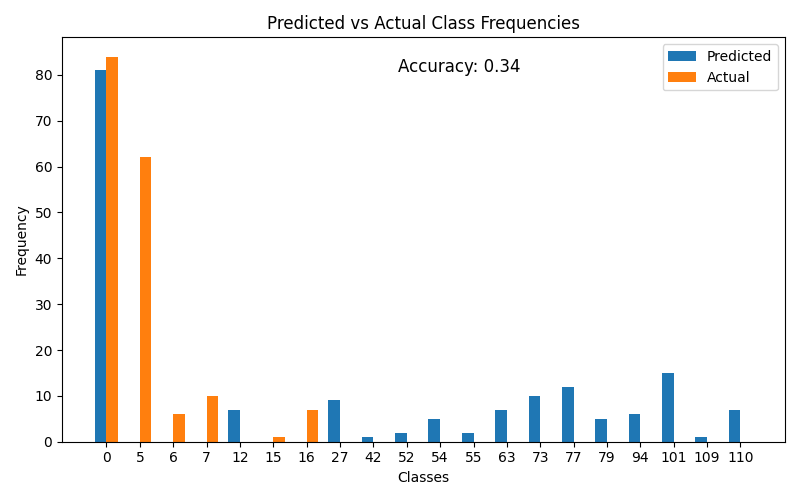 Predicted vs Actual Class Frequencies
Accuracy: 0.34
Predicted
Actual
Frequency
80
70
60
50
40
30
20
10
0
0 5 6 7 12 15 16 27 42 52 54 55 63 73 77 79 94 101 109 110
Classes